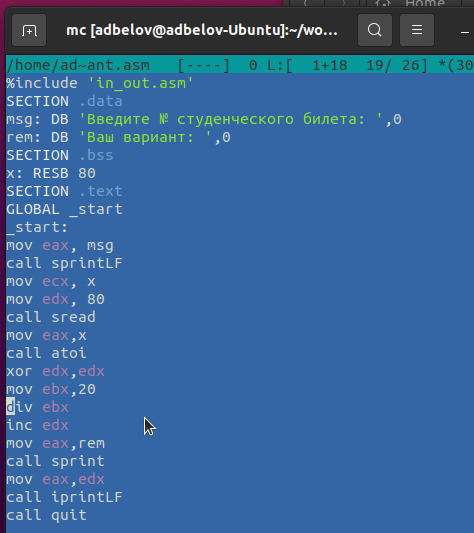 Home
mc [adbelov@adbelov-Ubuntu]:~/wo...
/home/ad~ant.asm [----] 0 L:[ 1+18 19/ 26] *(30
%include 'in_out.asm'
SECTION .data
msg: DB 'Введите № студенческого билета: ',0
rem: DB 'Ваш вариант: ',0
SECTION .bss
x: RESB 80
SECTION .text
GLOBAL _start
_start:
mov eax, msg
call sprintLF
mov ecx, x
mov edx, 80
call sread
mov eax,x
call atoi
xor edx,edx
mov ebx,20
div ebx
inc edx
mov eax,rem
call sprint
mov eax,edx
call iprintLF
call quit